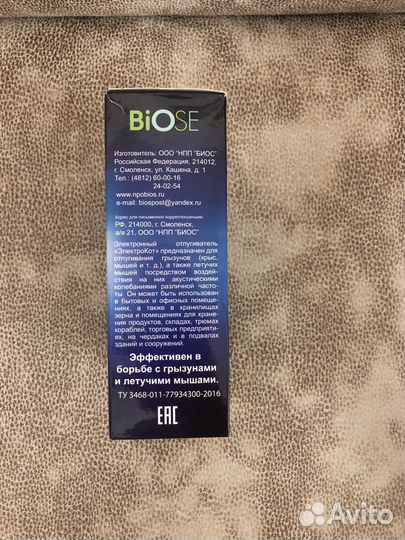 BiOSE
Изготовитель: ООО "НПП "БИОС"
Российская Федерация, 214012,
г. Смоленск, ул. Кашена, д. 1
Тел.: (4812) 60-00-16
24-02-54
www.npobios.ru
e-mail: biospost@yandex.ru
Адрес для письменной корреспонденции:
РФ, 214000, г. Смоленск,
а/я 21, ООО "НПП "БИОС"
Электронный отпугиватель
«ЭлектроКот» предназначен для
отпугивания грызунов (крыс,
мышей и т. д.), а также летучих
мышей посредством воздей-
ствия на них акустическими
колебаниями различной часто-
ты. Он может быть использован
в бытовых и офисных помеще-
ниях, а также в хранилищах
зерна и помещениях для хране-
ния продуктов, складах, трюмах
кораблей, торговых предприяти-
ях, на чердаках и в подвалах
зданий и сооружений.
Эффективен в
борьбе с грызунами
и летучими мышами.
ТУ 3468-011-77934300-2016
EAC
Avito